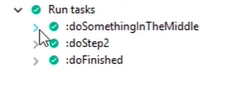 Run tasks
:doSomethingInTheMiddle
:doStep2
:doFinished